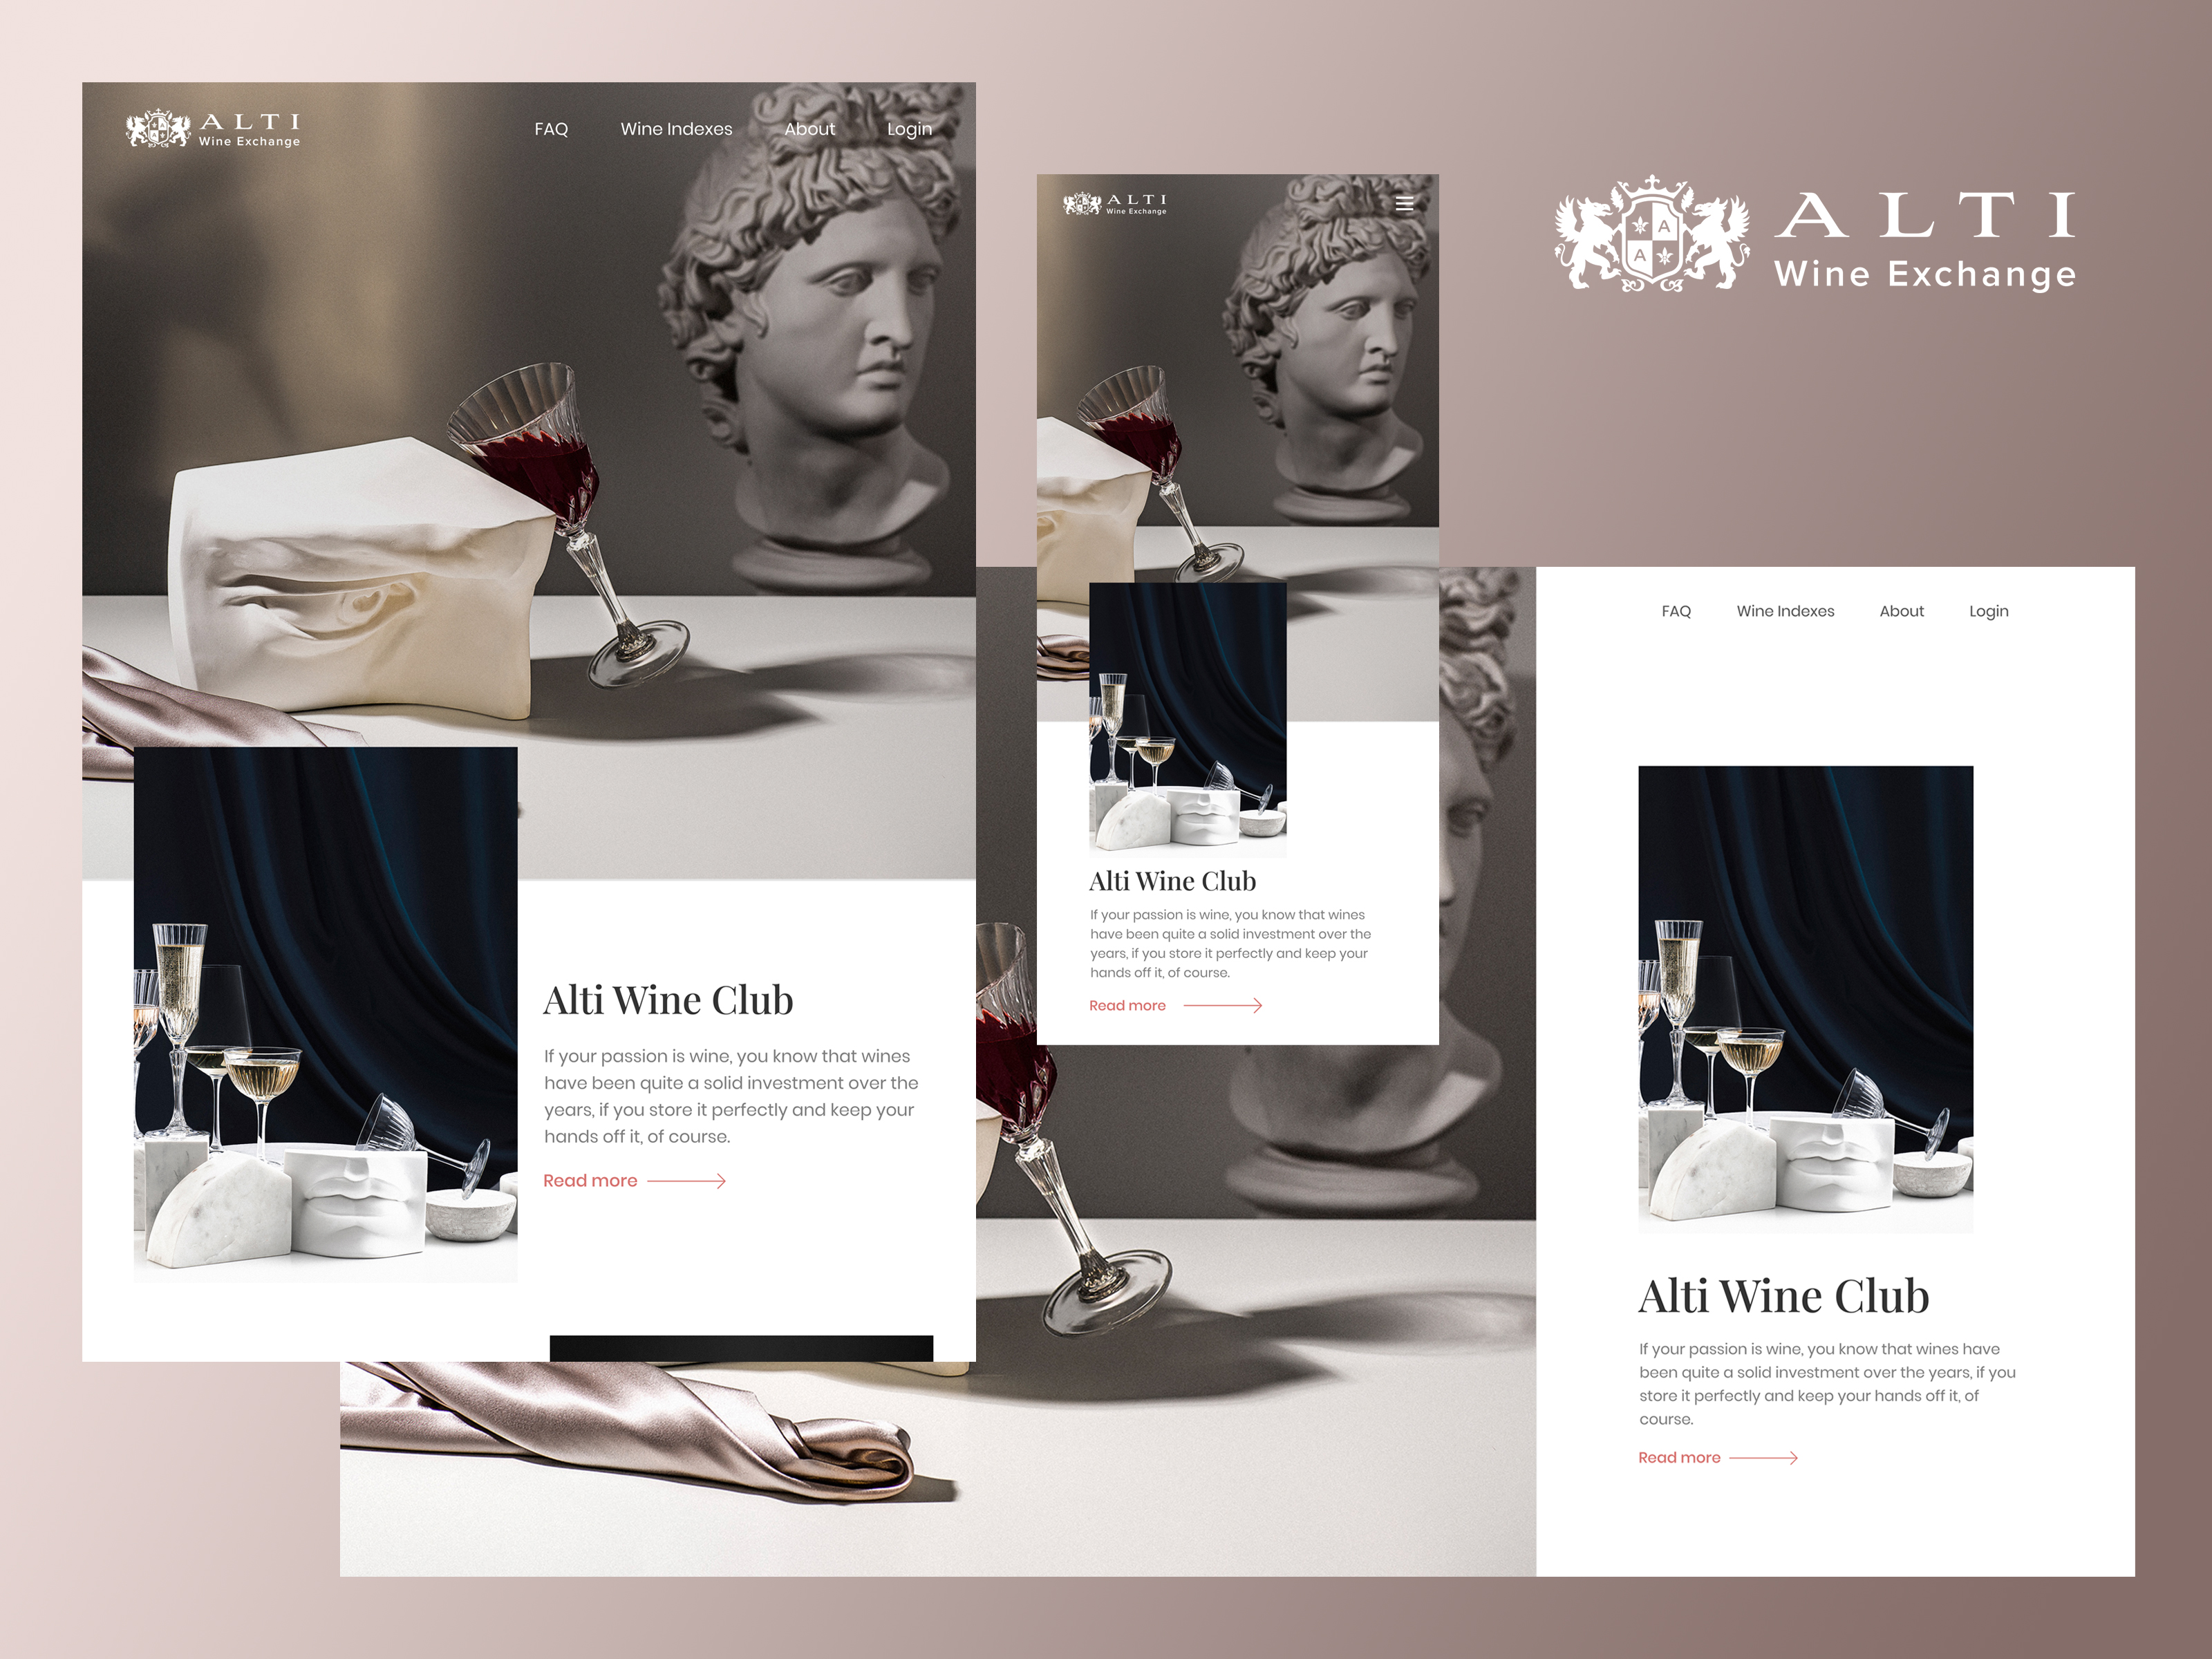 ALTI
Wine Exchange
FAQ Wine Indexes About Login
Alti Wine Club
If your passion is wine, you know that wines
have been quite a solid investment over the
years, if you store it perfectly and keep your
hands off it, of course.
Read more
ALTI
Wine Exchange
Alti Wine Club
If your passion is wine, you know that wines
have been quite a solid investment over the
years, if you store it perfectly and keep your
hands off it, of course.
Read more
A
A
ALTI
Wine Exchange
FAQ Wine Indexes About Login
Alti Wine Club
If your passion is wine, you know that wines have
been quite a solid investment over the years, if you
store it perfectly and keep your hands off it, of
course.
Read more